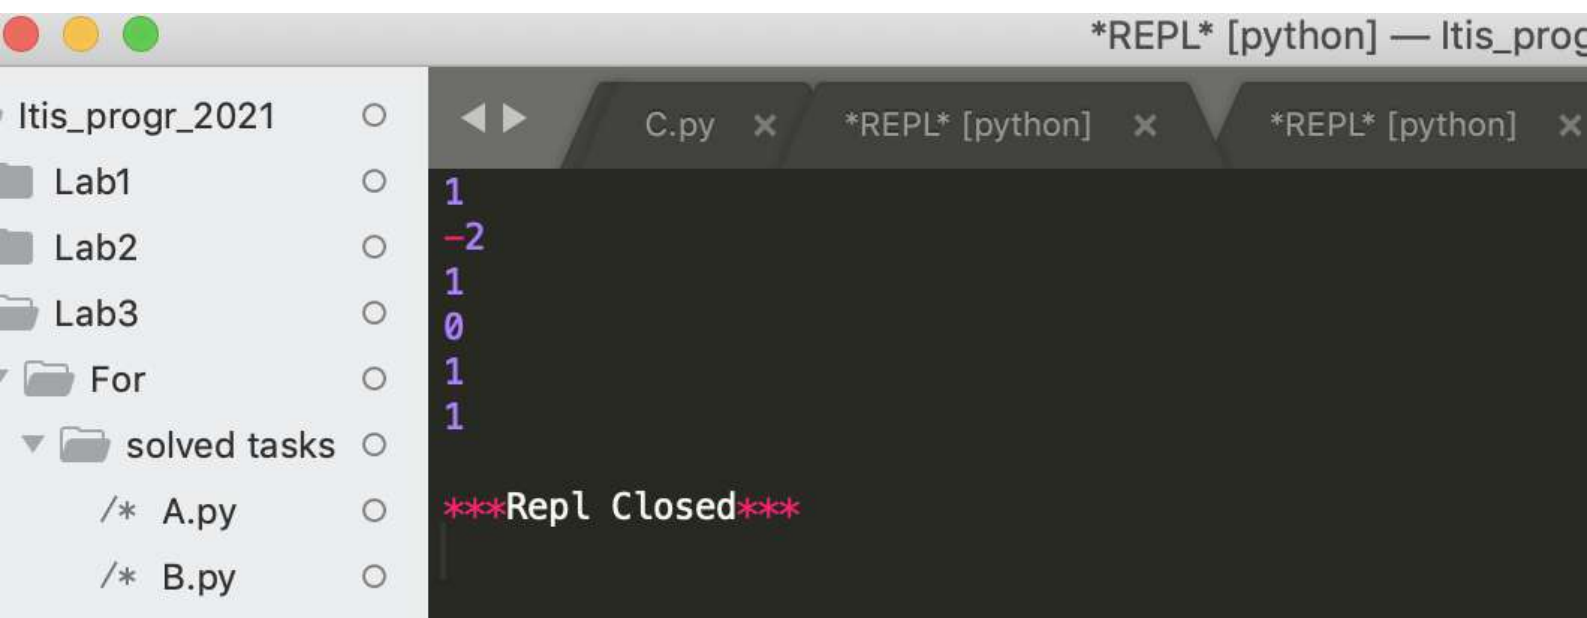 *REPL* [python] — Itis_prog
Itis_progr_2021
Lab1
Lab2
Lab3
For
solved tasks
/* A.py
/* B.py
C.py × *REPL* [python] × *REPL* [python] ×
1
-2
1
0
1
1
***Repl Closed***